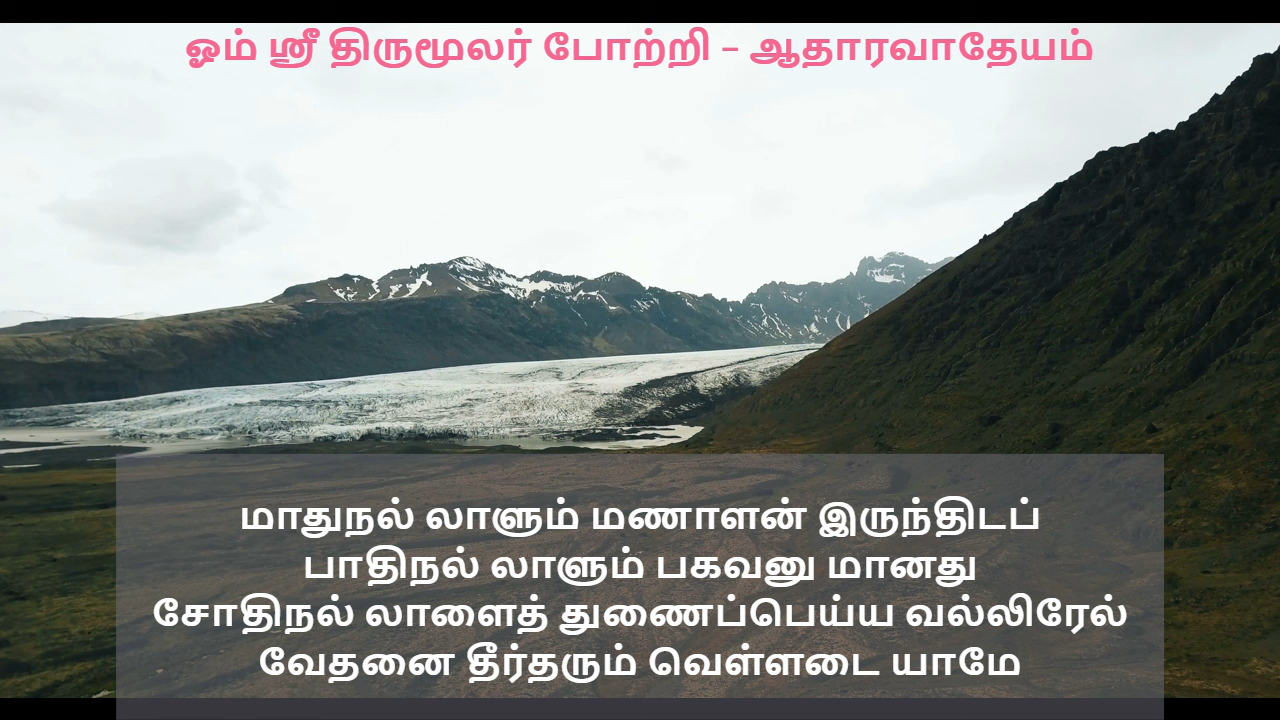 ஓம் ஸ்ரீ திருமூலர் போற்றி – ஆதாரவாதேயம்
மாதுநல் லாளும் மணாளன் இருந்திடப்
பாதிநல் லாளும் பகவனு மானது
சோதிநல் லாளைத் துணைப்பெய்ய வல்லிரேல்
வேதனை தீர்தரும் வெள்ளடை யாமே